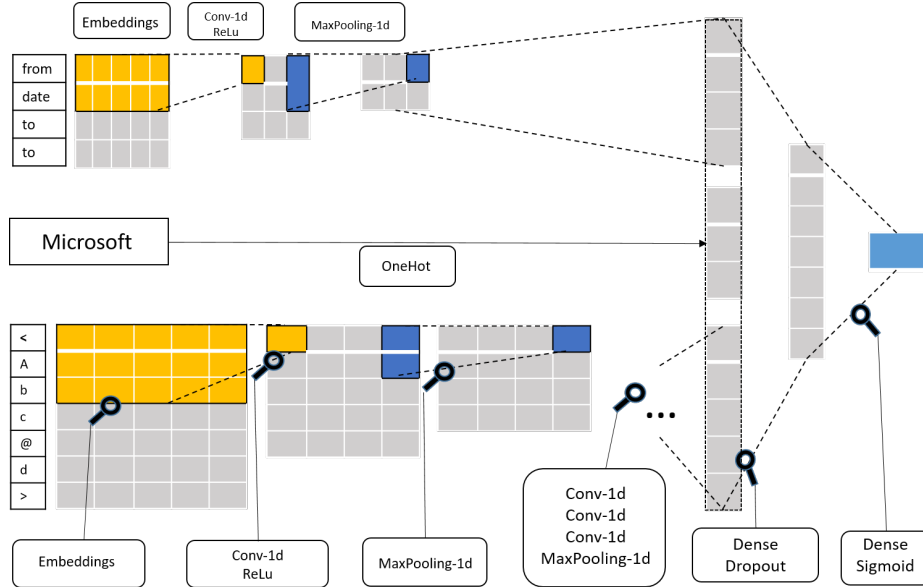 Embeddings
Conv-1d
ReLu
MaxPooling-1d
from
date
to
to
Microsoft
OneHot
<
A
b
c
@
d
>
...
Embeddings
Conv-1d
ReLu
MaxPooling-1d
Conv-1d
Conv-1d
Conv-1d
MaxPooling-1d
Dense
Dropout
Dense
Sigmoid